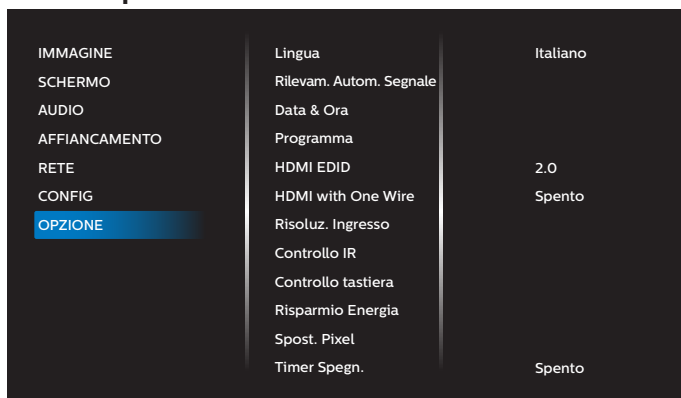 IMMAGINE Lingua Italiano
SCHERMO Rilevam. Autom. Segnale
AUDIO Data & Ora
AFFIANCAMENTO Programma
RETE HDMI EDID 2.0
CONFIG HDMI with One Wire Spento
OPZIONE Risoluz. Ingresso
Controllo IR
Controllo tastiera
Risparmio Energia
Spost. Pixel
Timer Spegn. Spento